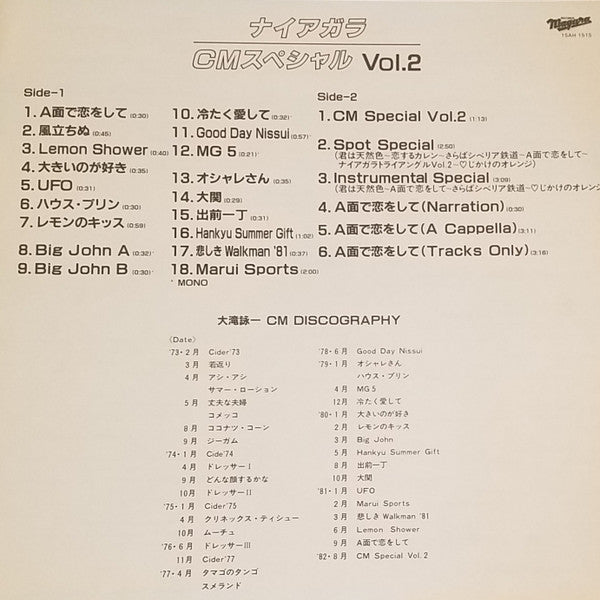 ナイアガラ
CMスペシャル Vol.2
Niagara
15AH 1515
Side-1
1. A面で恋をして(0:30)
2. 風立ちぬ(0:45)
3. Lemon Shower(0:40)
4. 大きいのが好き(0:35)
5. UFO(0:31)
6. ハウス・プリン(0:30)
7. レモンのキッス(0:59)
8. Big John A(0:32)*
9. Big John B(0:30)*
10. 冷たく愛して(0:32)*
11. Good Day Nissui(0:57)*
12. MG 5(0:21)*
13. オシャレさん(0:35)
14. 大関(0:29)
15. 出前一丁(0:31)
16. Hankyu Summer Gift(1:02)
17. 悲しきWalkman '81(0:37)
18. Marui Sports(2:00)
* MONO
Side-2
1. CM Special Vol.2(1:13)
2. Spot Special(2:50)
(君は天然色~恋するカレン~さらばシベリア鉄道~A面で恋をして~
ナイアガラトライアングルVol.2~♡じかけのオレンジ)
3. Instrumental Special(3:09)
(君は天然色~A面で恋をして~さらばシベリア鉄道~♡じかけのオレンジ
4. A面で恋をして(Narration)(0:30)
5. A面で恋をして(A Cappella)(3:11)
6. A面で恋をして(Tracks Only)(3:16)
大滝詠一 CM DISCOGRAPHY
(Date)
'73・2月 Cider'73
3月 若返り
4月 アシ・アシ
サマー・ローション
5月 丈夫な夫婦
コメッコ
8月 ココナツ・コーン
9月 ジーガム
'74・1月 Cide'74
4月 ドレッサーI
9月 どんな顔するかな
10月 ドレッサーII
'75・1月 Cider'75
4月 クリネックス・ティシュー
10月 ムーチュ
'76・6月 ドレッサーIII
11月 Cider'77
'77・4月 タマゴのタンゴ
スメランド
'78・6月 Good Day Nissui
'79・1月 オシャレさん
ハウス・プリン
4月 MG 5
12月 冷たく愛して
'80・1月 大きいのが好き
2月 レモンのキッス
3月 Big John
5月 Hankyu Summer Gift
8月 出前一丁
10月 大関
'81・1月 UFO
2月 Marui Sports
3月 悲しきWalkman '81
6月 Lemon Shower
9月 A面で恋をして
'82・8月 CM Special Vol.2